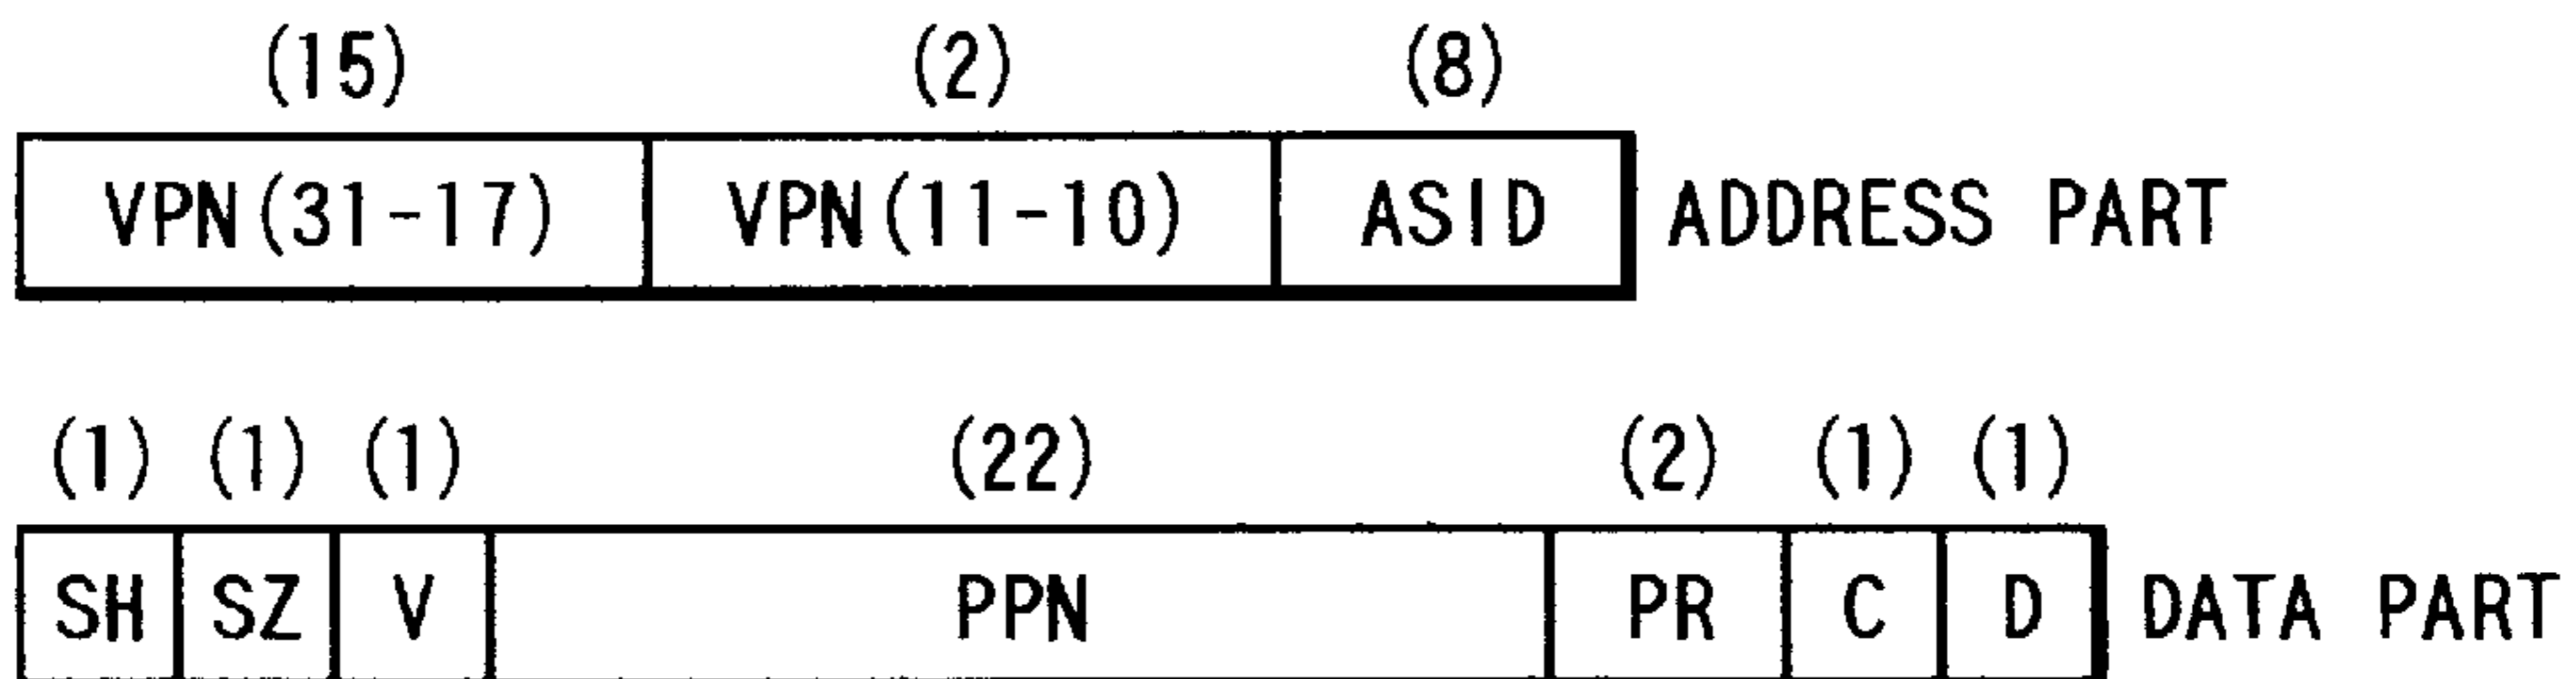 (15) (2) (8)
VPN(31-17) VPN(11-10) ASID ADDRESS PART
(1) (1) (1) (22) (2) (1) (1)
SH SZ V PPN PR C D DATA PART